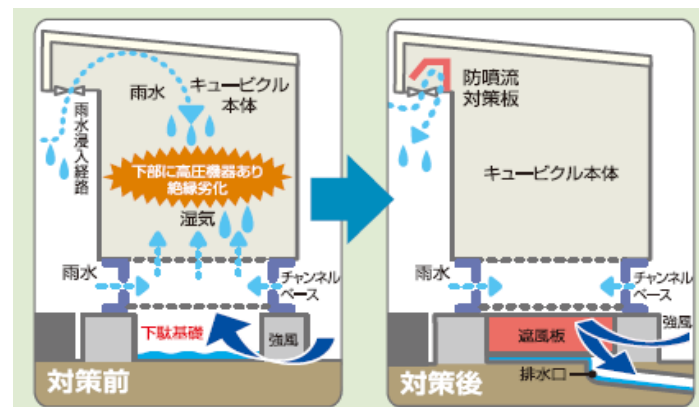 雨水
キュービクル
本体
雨水浸入経路
下部に高圧機器あり
絶縁劣化
湿気
雨水
チャンネル
ベース
下駄基礎
強風
対策前
防噴流
対策板
キュービクル本体
雨水
チャンネル
ベース
強風
遮風板
排水口
対策後